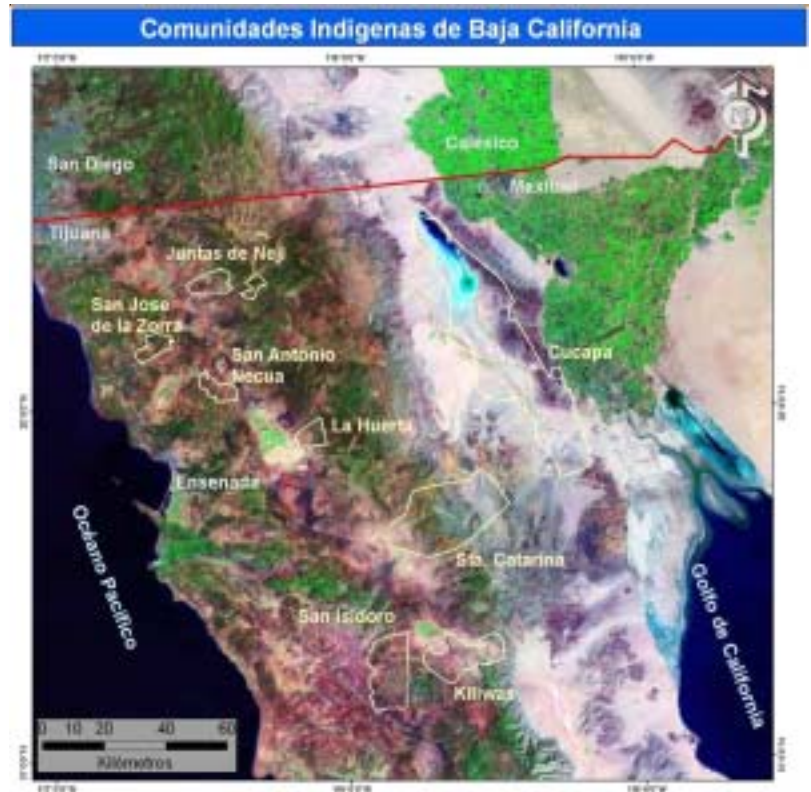 Comunidades Indigenas de Baja California
San Diego
Calexico
Mexicali
Tijuana
Juntas de Neji
San Jose
de la Zorra
San Antonio
Necua
Cucapa
La Huerta
Ensenada
Océano Pacífico
Sta. Catarina
Golfo de California
San Isidoro
Kiliwas
0 10 20 40 60
Kilómetros